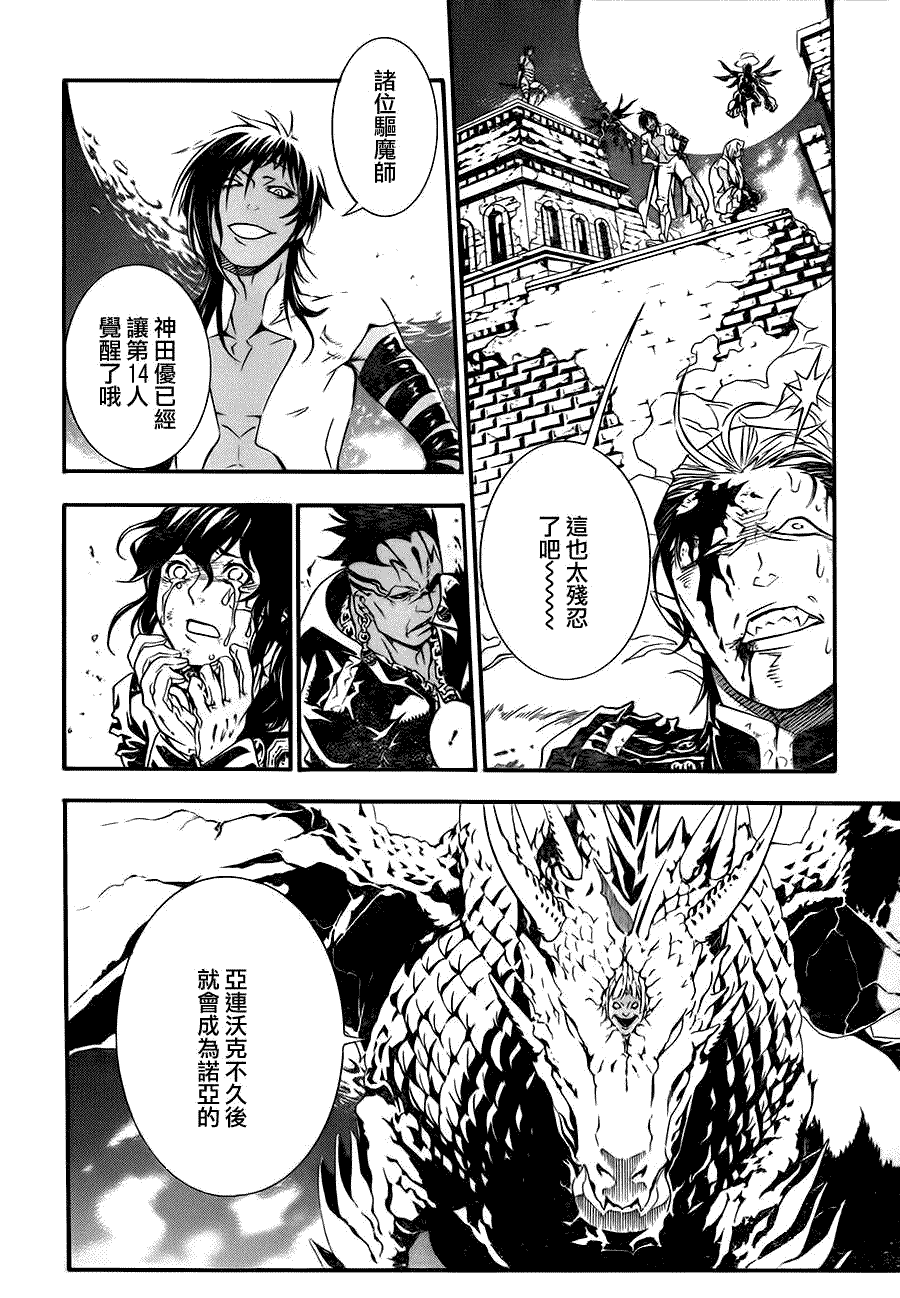 這也太殘忍
了吧~~~~~
諸位驅魔師
神田優已經
讓第14人
覺醒了哦
亞連沃克不久後
就會成為諾亞的